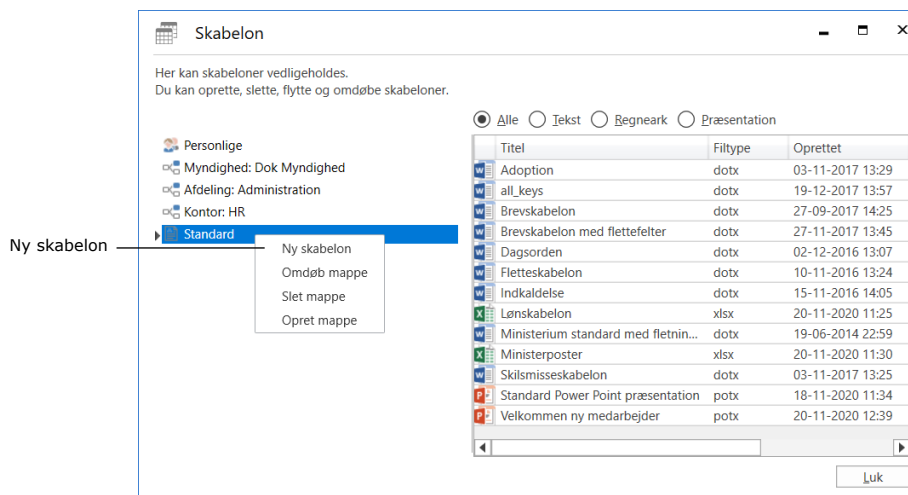 Skabelon
Her kan skabeloner vedligeholdes.
Du kan oprette, slette, flytte og omdøbe skabeloner.
Alle Tekst Regneark Præsentation
Personlige
Myndighed: Dok Myndighed
Afdeling: Administration
Kontor: HR
Standard
Ny skabelon
Ny skabelon
Omdøb mappe
Slet mappe
Opret mappe
Titel Filtype Oprettet
Adoption dotx 03-11-2017 13:29
all_keys dotx 19-12-2017 13:57
Brevskabelon dotx 27-09-2017 14:25
Brevskabelon med flettefelter dotx 27-11-2017 13:45
Dagsorden dotx 02-12-2016 13:07
Fletteskabelon dotx 10-11-2016 13:24
Indkaldelse dotx 15-11-2016 14:05
Lønskabelon xlsx 20-11-2020 11:25
Ministerium standard med fletnin... dotx 19-06-2014 22:59
Ministerposter xlsx 20-11-2020 11:30
Skilsmisseskabelon dotx 03-11-2017 13:25
Standard Power Point præsentation potx 18-11-2020 11:34
Velkommen ny medarbejder potx 20-11-2020 12:39
Luk